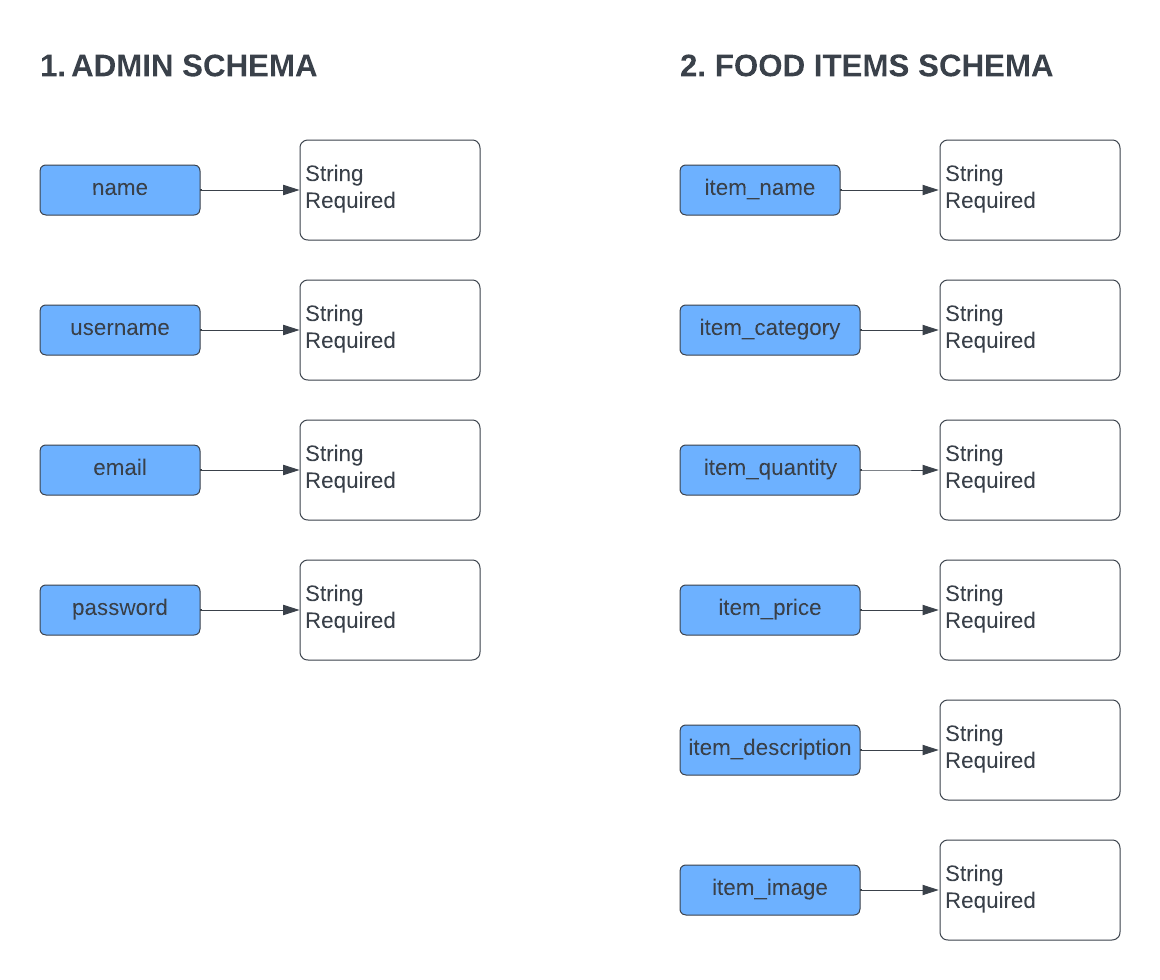 1. ADMIN SCHEMA
name
String
Required
username
String
Required
email
String
Required
password
String
Required
2. FOOD ITEMS SCHEMA
item_name
String
Required
item_category
String
Required
item_quantity
String
Required
item_price
String
Required
item_description
String
Required
item_image
String
Required